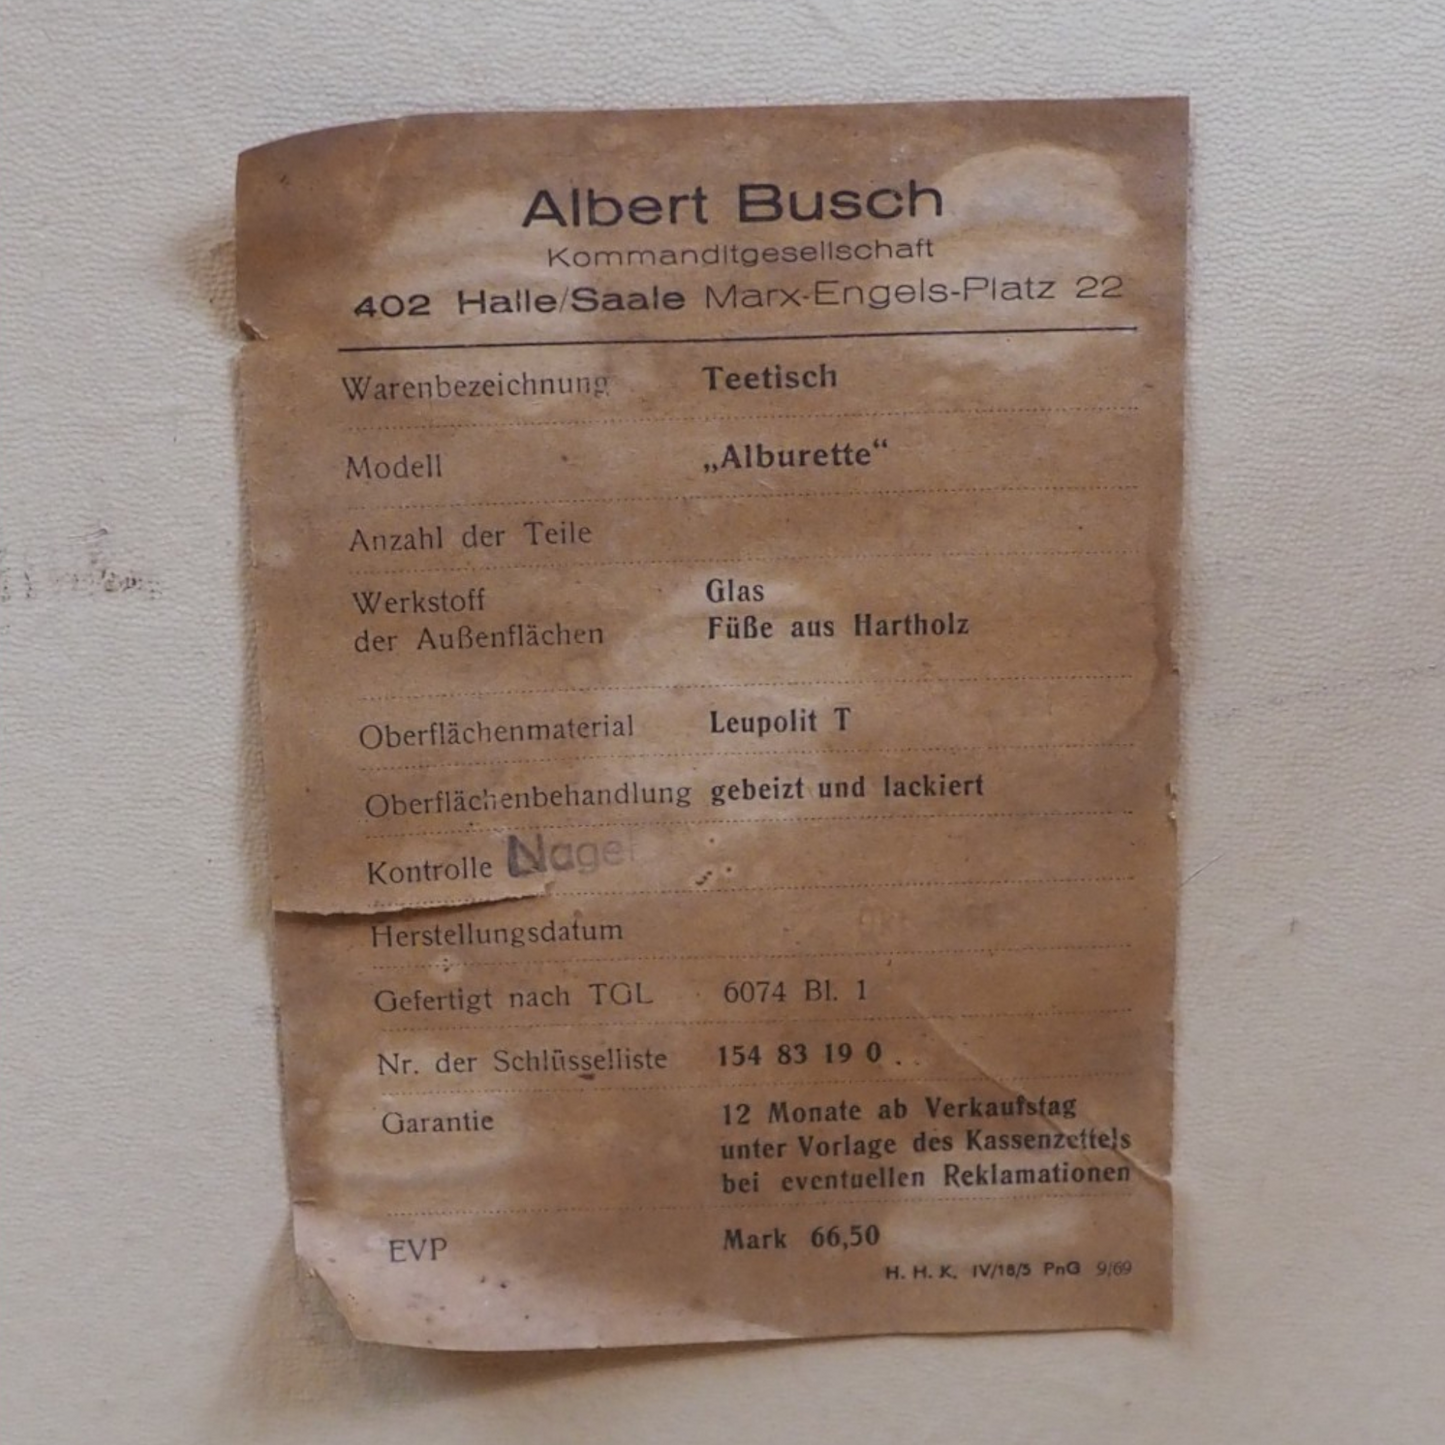 Albert Busch
Kommanditgesellschaft
402 Halle/Saale Marx-Engels-Platz 22
Warenbezeichnung Teetisch
Modell „Alburette“
Anzahl der Teile
Werkstoff Glas
der Außenflächen Füße aus Hartholz
Oberflächenmaterial Leupolit T
Oberflächenbehandlung gebeizt und lackiert
Kontrolle Nagel
Herstellungsdatum
Gefertigt nach TGL 6074 Bl. 1
Nr. der Schlüsselliste 154 83 19 0 . .
Garantie 12 Monate ab Verkaufstag
unter Vorlage des Kassenzettels
bei eventuellen Reklamationen
EVP Mark 66,50
H. H. K. IV/18/5 PnG 9/69